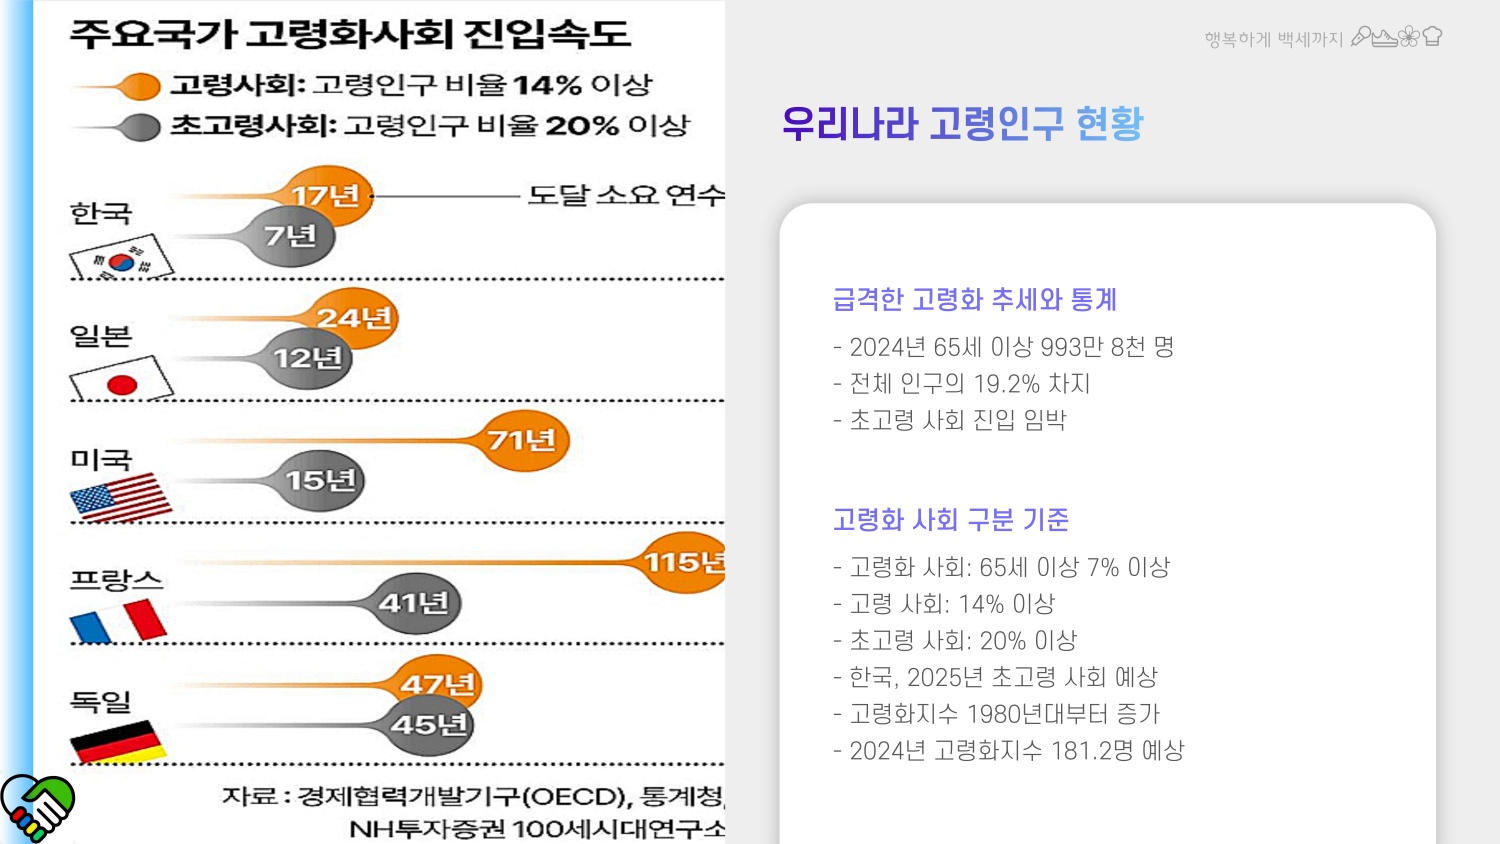 주요국가 고령화사회 진입속도
고령사회: 고령인구 비율 14% 이상
초고령사회: 고령인구 비율 20% 이상
한국
17년
도달 소요 연수
7년
일본
24년
12년
미국
71년
15년
프랑스
115년
41년
독일
47년
45년
자료 : 경제협력개발기구(OECD), 통계청,
NH투자증권 100세시대연구소
행복하게 백세까지
우리나라 고령인구 현황
급격한 고령화 추세와 통계
- 2024년 65세 이상 993만 8천 명
- 전체 인구의 19.2% 차지
- 초고령 사회 진입 임박
고령화 사회 구분 기준
- 고령화 사회: 65세 이상 7% 이상
- 고령 사회: 14% 이상
- 초고령 사회: 20% 이상
- 한국, 2025년 초고령 사회 예상
- 고령화지수 1980년대부터 증가
- 2024년 고령화지수 181.2명 예상